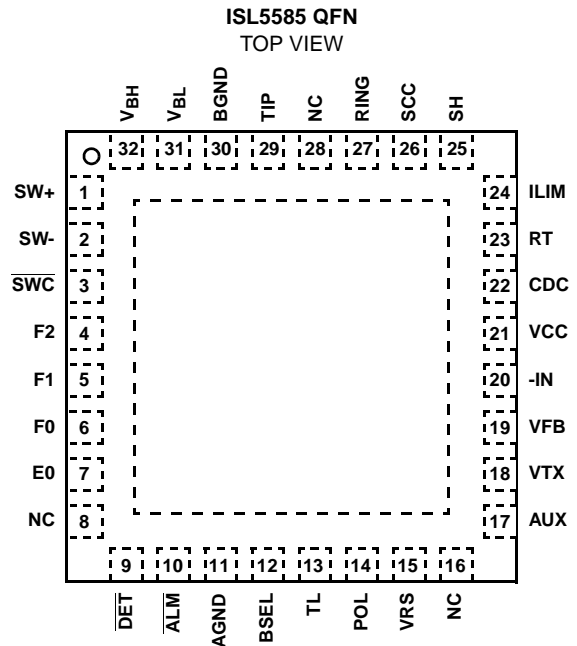 ISL5585 QFN
TOP VIEW
VBH VBL BGND TIP NC RING SCC SH
32 31 30 29 28 27 26 25
SW+ 1 24 ILIM
SW- 2 23 RT
S̅W̅C̅ 3 22 CDC
F2 4 21 VCC
F1 5 20 -IN
F0 6 19 VFB
E0 7 18 VTX
NC 8 17 AUX
9 10 11 12 13 14 15 16
D̅E̅T̅ A̅L̅M̅ AGND BSEL TL POL VRS NC